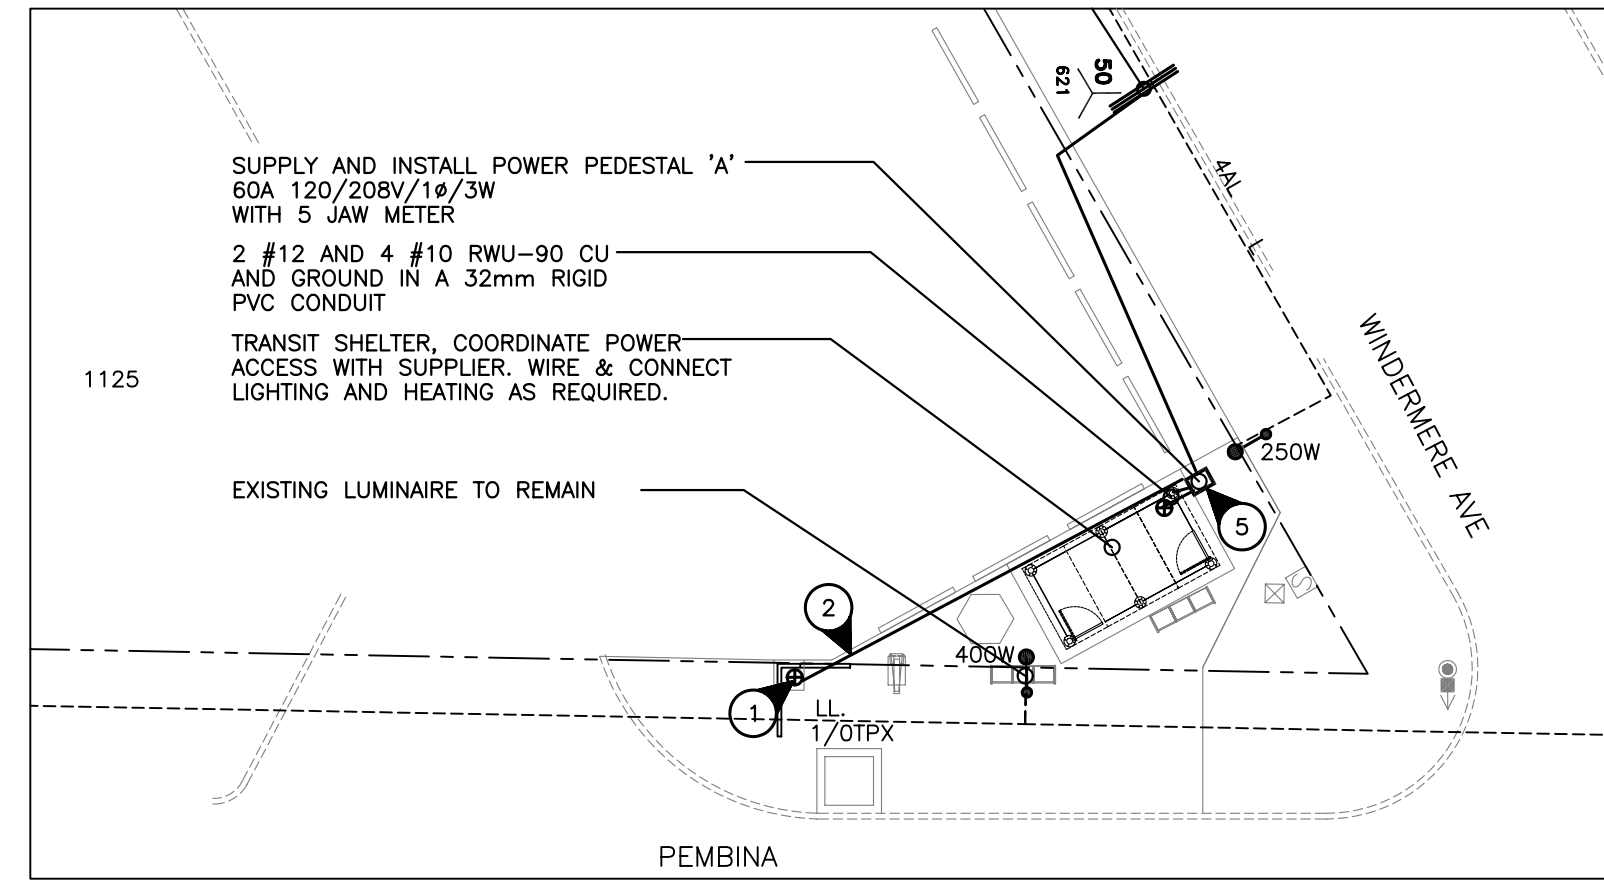 50
621
SUPPLY AND INSTALL POWER PEDESTAL 'A'
60A 120/208V/1ø/3W
WITH 5 JAW METER
4AL
2 #12 AND 4 #10 RWU-90 CU
AND GROUND IN A 32mm RIGID
PVC CONDUIT
L
TRANSIT SHELTER, COORDINATE POWER
ACCESS WITH SUPPLIER. WIRE & CONNECT
LIGHTING AND HEATING AS REQUIRED.
1125
WINDERMERE AVE
250W
EXISTING LUMINAIRE TO REMAIN
5
S
2
400W
1
LL.
1/0TPX
PEMBINA